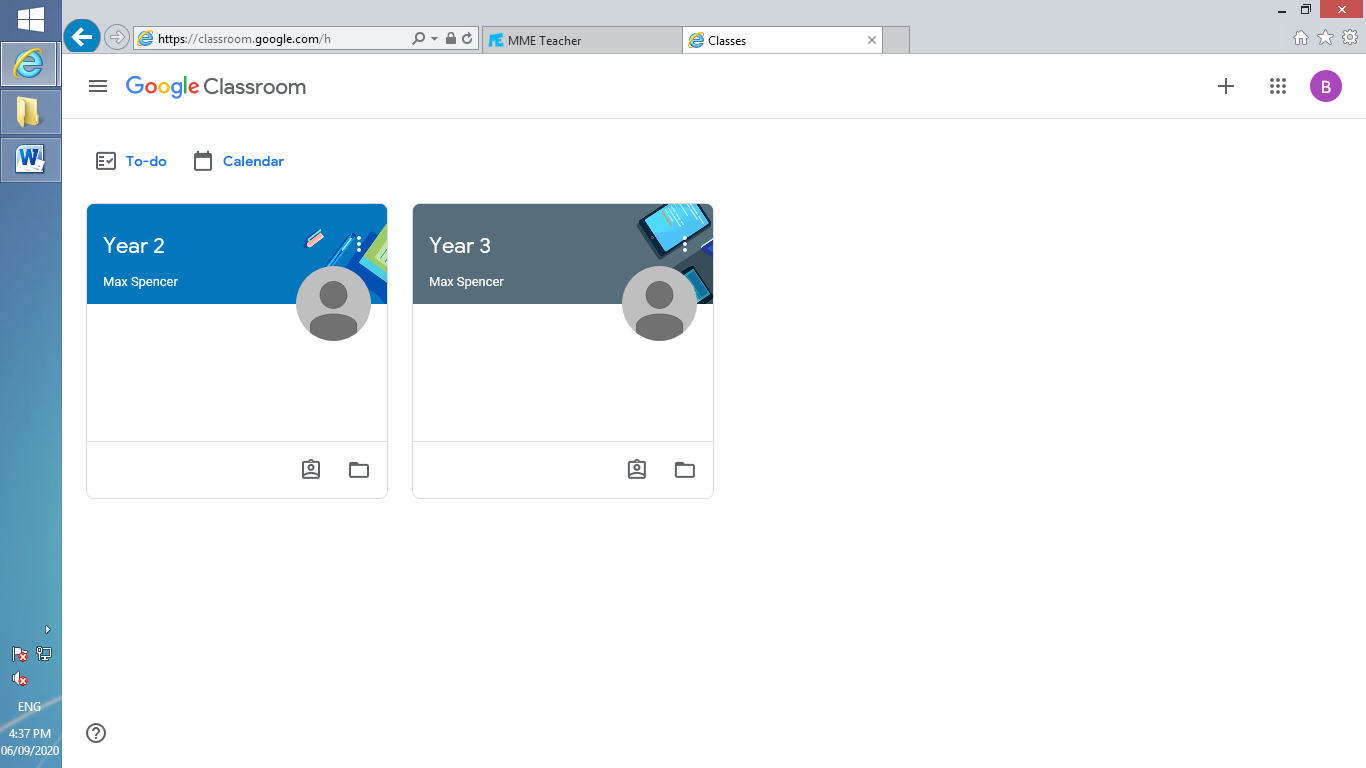 https://classroom.google.com/h
MME Teacher
Classes
Google Classroom
B
To-do
Calendar
Year 2
Max Spencer
Year 3
Max Spencer
ENG
4:37 PM
06/09/2020